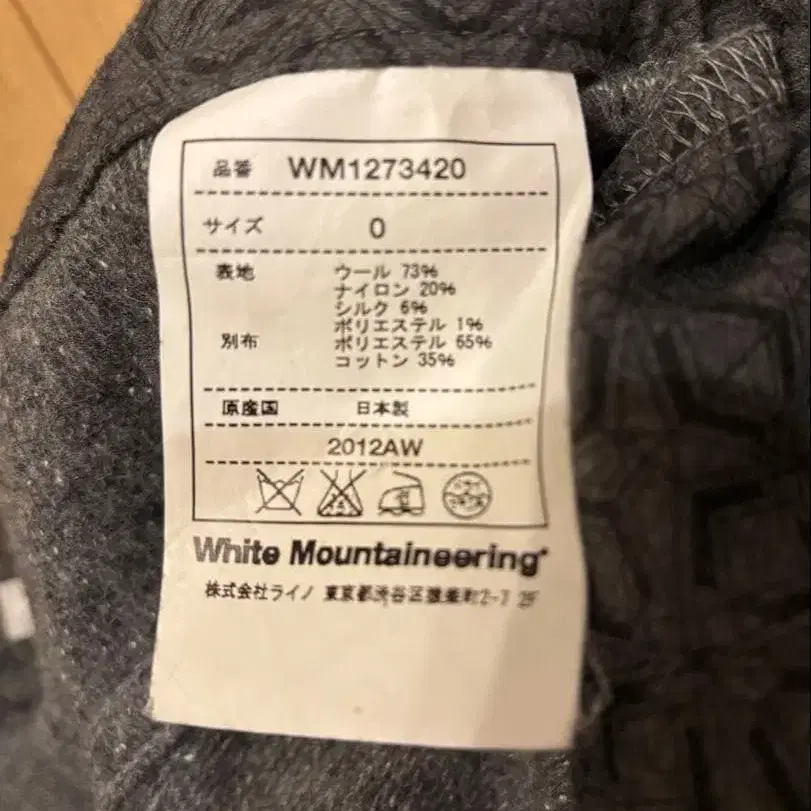 品番 WM1273420
サイズ 0
表地 ウール 73%
ナイロン 20%
シルク 6%
ポリエステル 1%
別布 ポリエステル 65%
コットン 35%
原産国 日本製
2012AW
White Mountaineering
株式会社ライノ 東京都渋谷区猿楽町2-7 2F